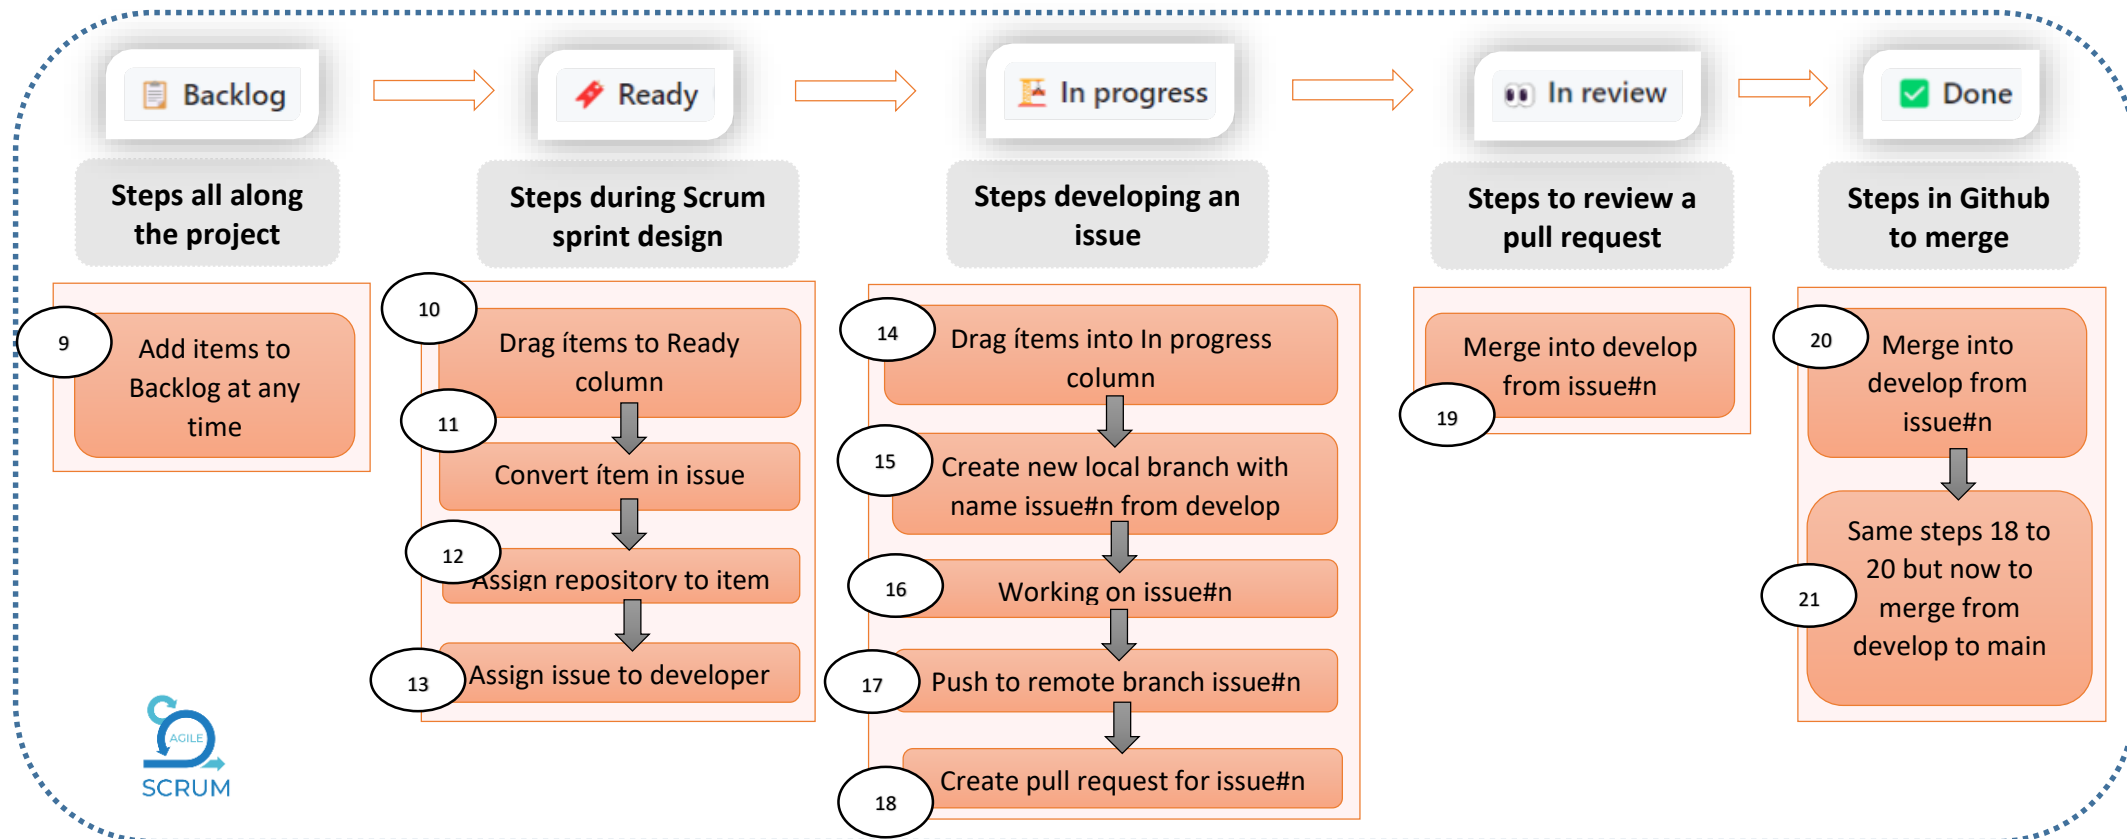 Backlog
Ready
In progress
In review
Done
Steps all along
the project
Steps during Scrum
sprint design
Steps developing an
issue
Steps to review a
pull request
Steps in Github
to merge
9
Add items to
Backlog at any
time
10
Drag ítems to Ready
column
11
Convert ítem in issue
12
Assign repository to item
13
Assign issue to developer
14
Drag ítems into In progress
column
15
Create new local branch with
name issue#n from develop
16
Working on issue#n
17
Push to remote branch issue#n
18
Create pull request for issue#n
Merge into develop
from issue#n
19
20
Merge into
develop from
issue#n
Same steps 18 to
20 but now to
merge from
develop to main
21
AGILE
SCRUM